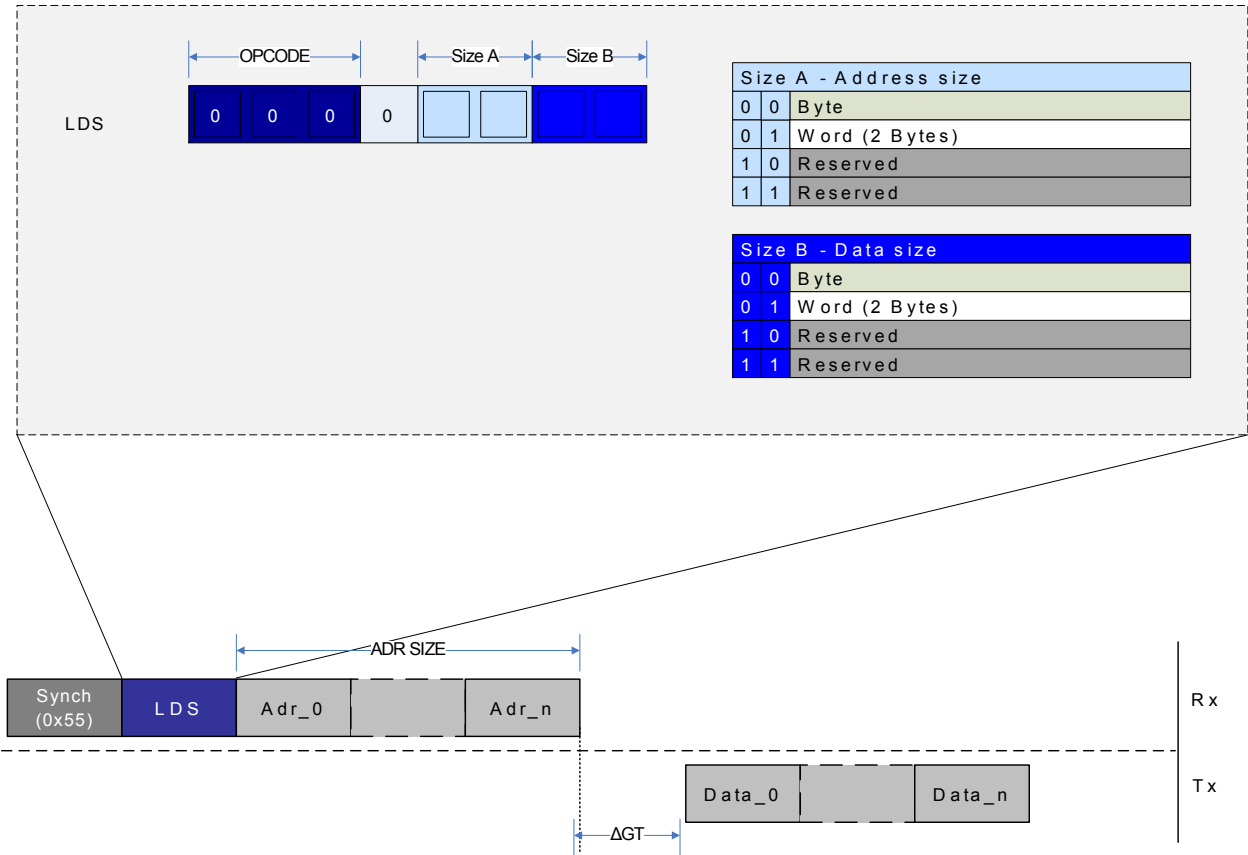 OPCODE Size A Size B
LDS 0 0 0 0
Size A - Address size
0 0 Byte
0 1 Word (2 Bytes)
1 0 Reserved
1 1 Reserved
Size B - Data size
0 0 Byte
0 1 Word (2 Bytes)
1 0 Reserved
1 1 Reserved
ADR SIZE
Synch
(0x55)
LDS Adr_0 Adr_n Rx
Data_0 Data_n Tx
ΔGT